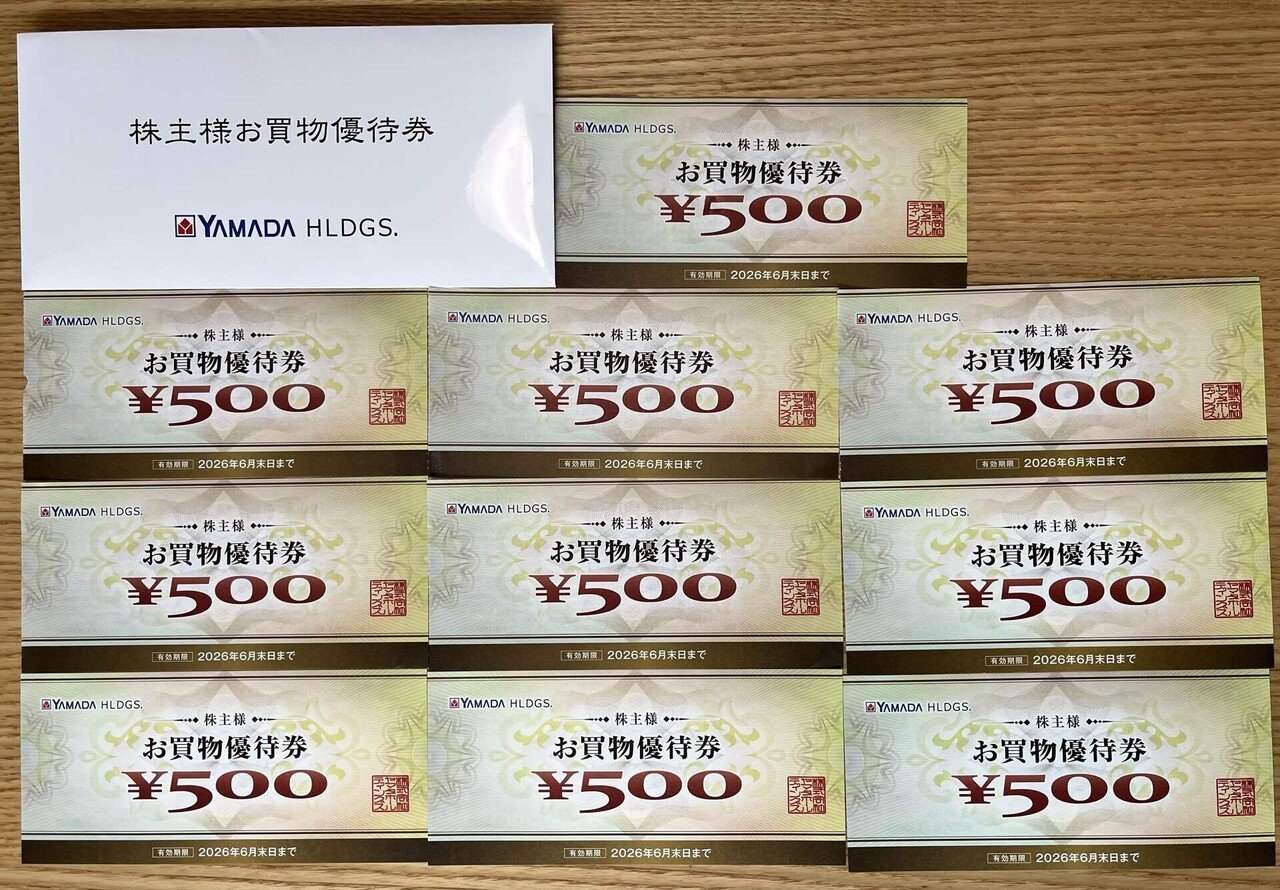 株主様お買物優待券
YAMADA HLDGS.
YAMADA HLDGS.
株主様
お買物優待券
¥500
有効期限 2026年6月末日まで
YAMADA HLDGS.
株主様
お買物優待券
¥500
有効期限 2026年6月末日まで
YAMADA HLDGS.
株主様
お買物優待券
¥500
有効期限 2026年6月末日まで
YAMADA HLDGS.
株主様
お買物優待券
¥500
有効期限 2026年6月末日まで
YAMADA HLDGS.
株主様
お買物優待券
¥500
有効期限 2026年6月末日まで
YAMADA HLDGS.
株主様
お買物優待券
¥500
有効期限 2026年6月末日まで
YAMADA HLDGS.
株主様
お買物優待券
¥500
有効期限 2026年6月末日まで
YAMADA HLDGS.
株主様
お買物優待券
¥500
有効期限 2026年6月末日まで
YAMADA HLDGS.
株主様
お買物優待券
¥500
有効期限 2026年6月末日まで
YAMADA HLDGS.
株主様
お買物優待券
¥500
有効期限 2026年6月末日まで